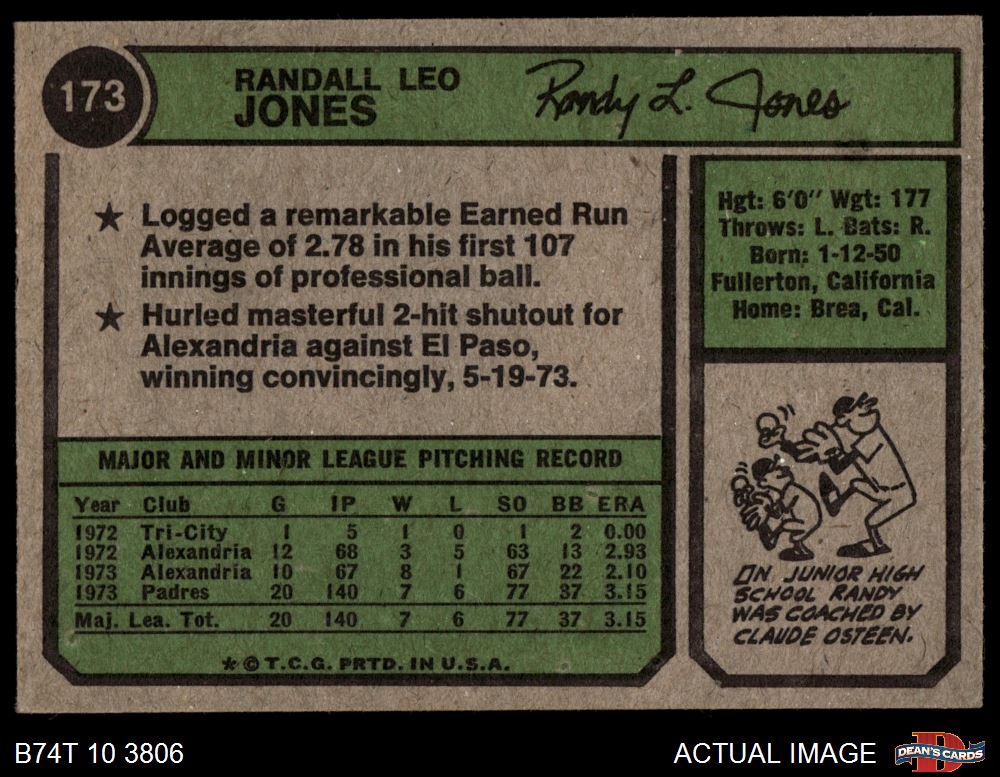 173
RANDALL LEO
JONES
Randy L. Jones
★ Logged a remarkable Earned Run
Average of 2.78 in his first 107
innings of professional ball.
★ Hurled masterful 2-hit shutout for
Alexandria against El Paso,
winning convincingly, 5-19-73.
Hgt: 6'0" Wgt: 177
Throws: L. Bats: R.
Born: 1-12-50
Fullerton, California
Home: Brea, Cal.
MAJOR AND MINOR LEAGUE PITCHING RECORD
Year Club G IP W L SO BB ERA
1972 Tri-City 1 5 1 0 1 2 0.00
1972 Alexandria 12 68 3 5 63 13 2.93
1973 Alexandria 10 67 8 1 67 22 2.10
1973 Padres 20 140 7 6 77 37 3.15
Maj. Lea. Tot. 20 140 7 6 77 37 3.15
★ © T.C.G. PRTD. IN U.S.A.
IN JUNIOR HIGH
SCHOOL RANDY
WAS COACHED BY
CLAUDE OSTEEN.
B74T 10 3806
ACTUAL IMAGE
D
DEAN'S CARDS